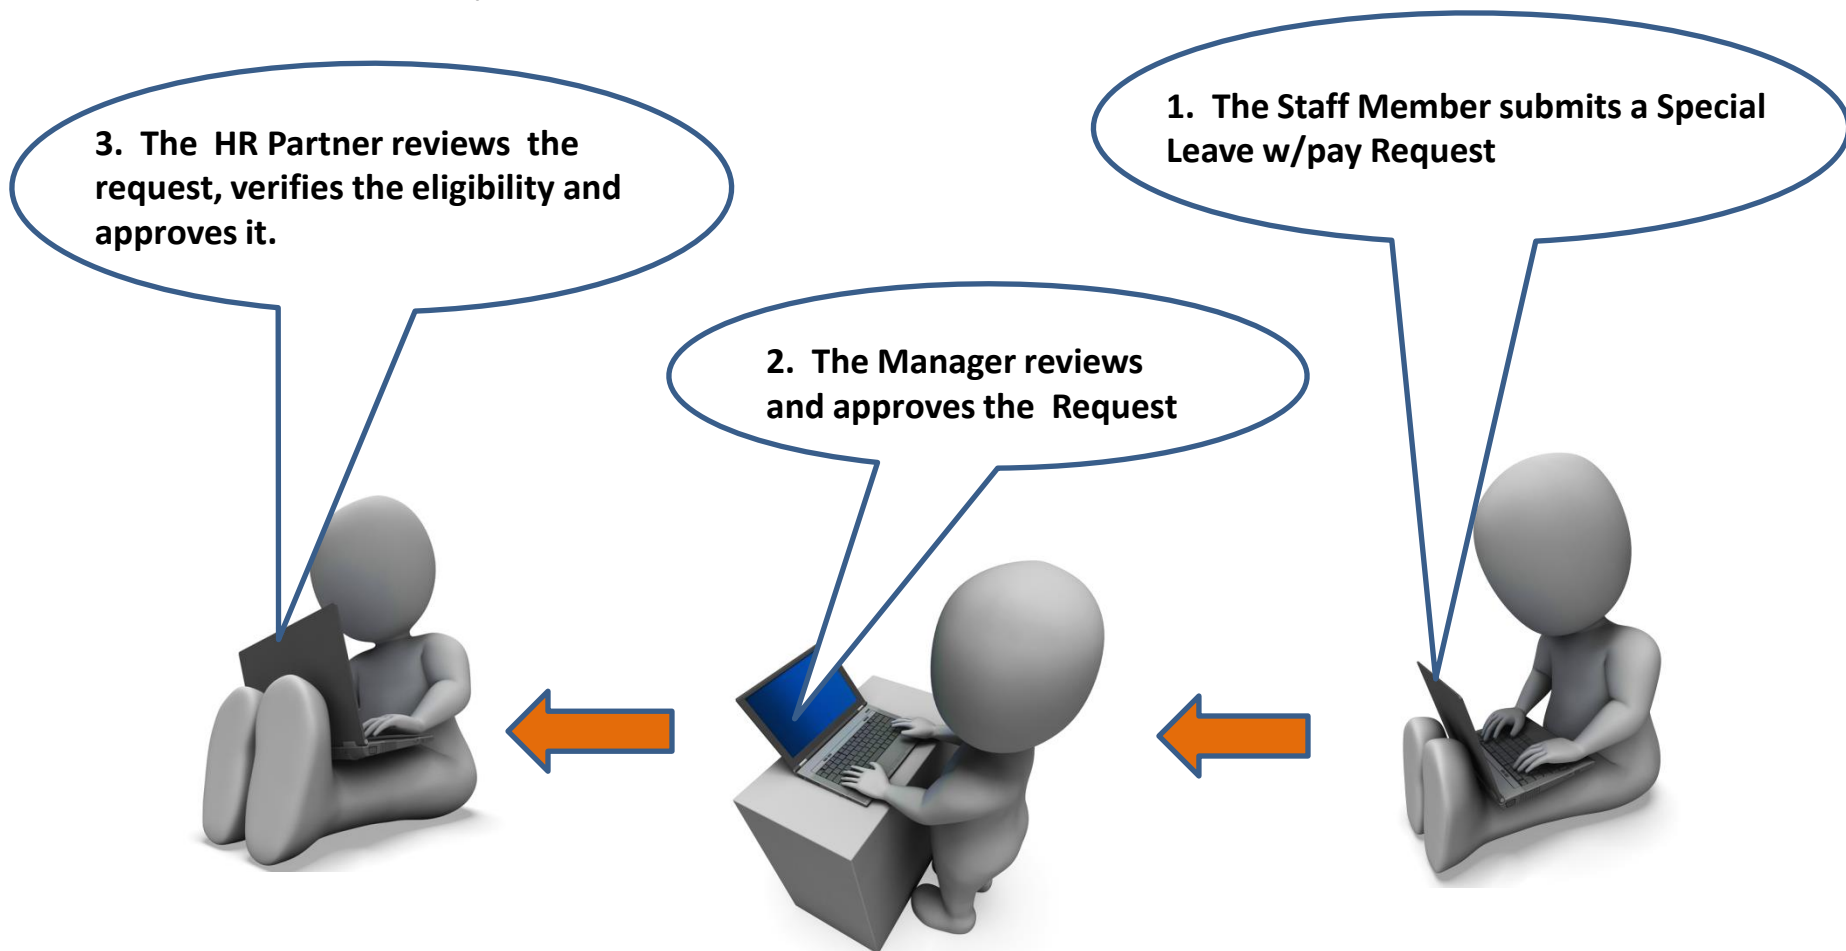 1.  The Staff Member submits a Special
Leave w/pay Request
2.  The Manager reviews
and approves the  Request
3.  The  HR Partner reviews  the
request, verifies the eligibility and
approves it.